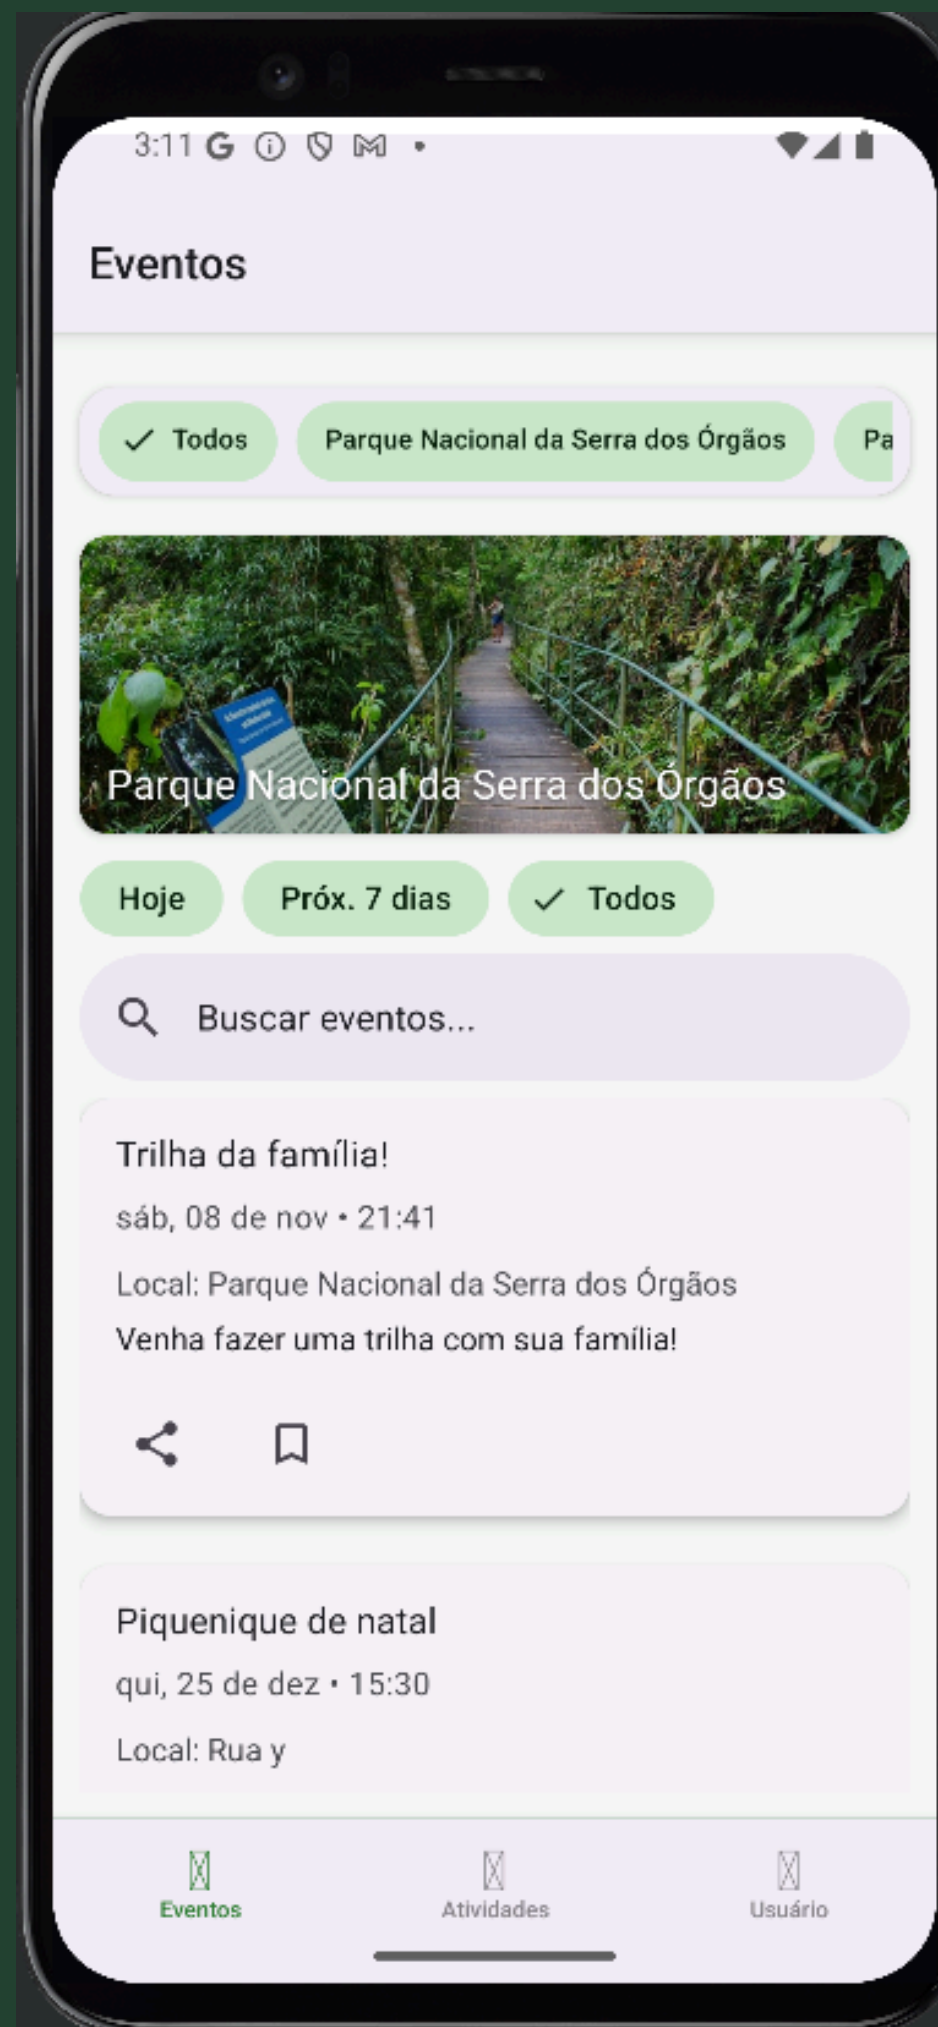 3:11
Eventos
Todos Parque Nacional da Serra dos Órgãos Pa
Parque Nacional da Serra dos Órgãos
Hoje Próx. 7 dias Todos
Buscar eventos...
Trilha da família!
sáb, 08 de nov • 21:41
Local: Parque Nacional da Serra dos Órgãos
Venha fazer uma trilha com sua família!
Piquenique de natal
qui, 25 de dez • 15:30
Local: Rua y
Eventos Atividades Usuário